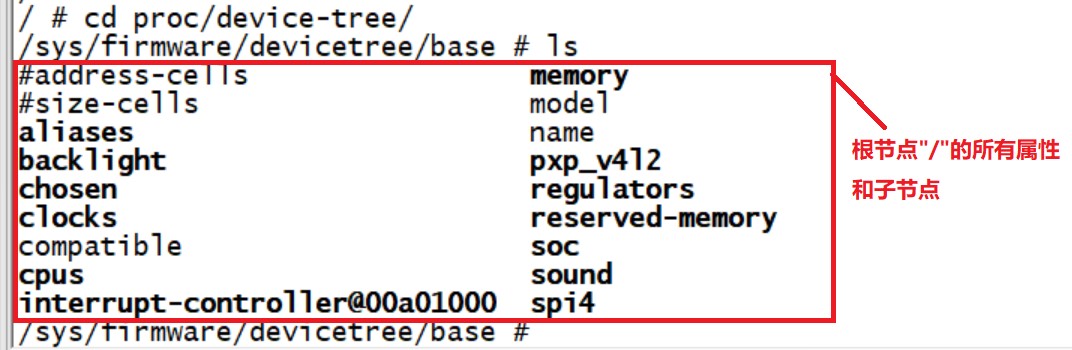 / # cd proc/device-tree/
/sys/firmware/devicetree/base # ls
#address-cells memory
#size-cells model
aliases name
backlight pxp_v4l2
chosen regulators
clocks reserved-memory
compatible soc
cpus sound
interrupt-controller@00a01000 spi4
/sys/firmware/devicetree/base #
根节点"/"的所有属性
和子节点